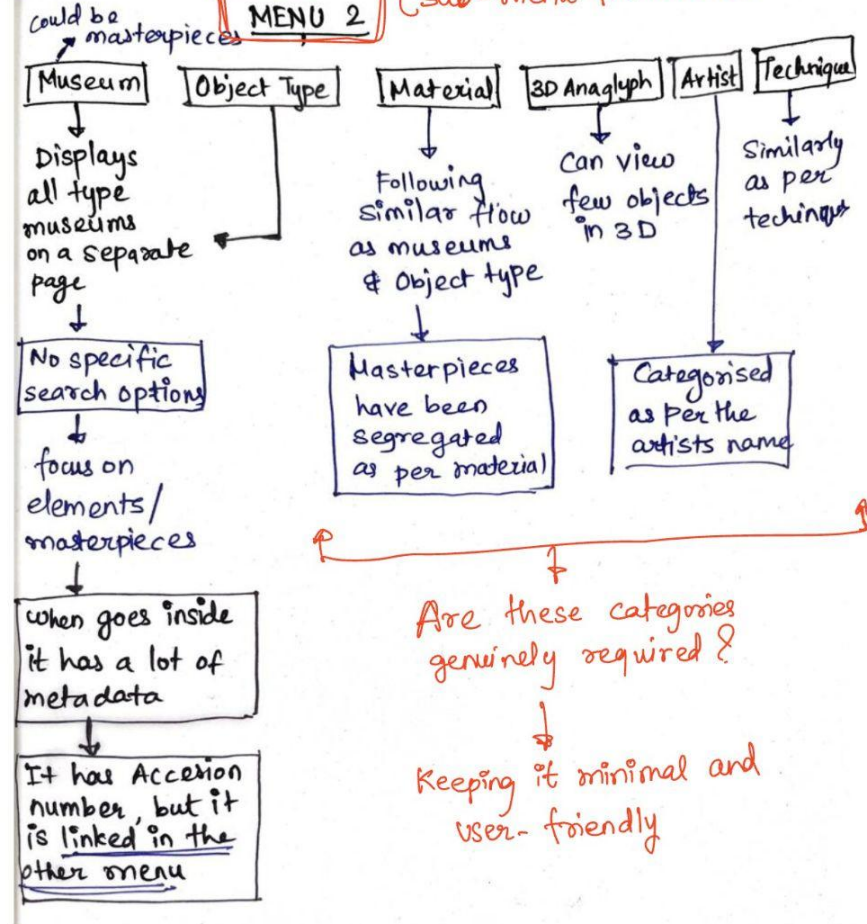 could be
masterpieces
MENU 2
Museum
Object Type
Material
3D Anaglyph
Artist
Technique
Displays
all type
museums
on a separate
page
Following
similar flow
as museums
& Object type
can view
few objects
in 3D
Similarly
as per
techinque
No specific
search options
Masterpieces
have been
segregated
as per material
Categorised
as per the
artists name
focus on
elements/
masterpieces
when goes inside
it has a lot of
metadata
It has Accesion
number, but it
is linked in the
other menu
Are these categories
genuinely required?
Keeping it minimal and
user-friendly